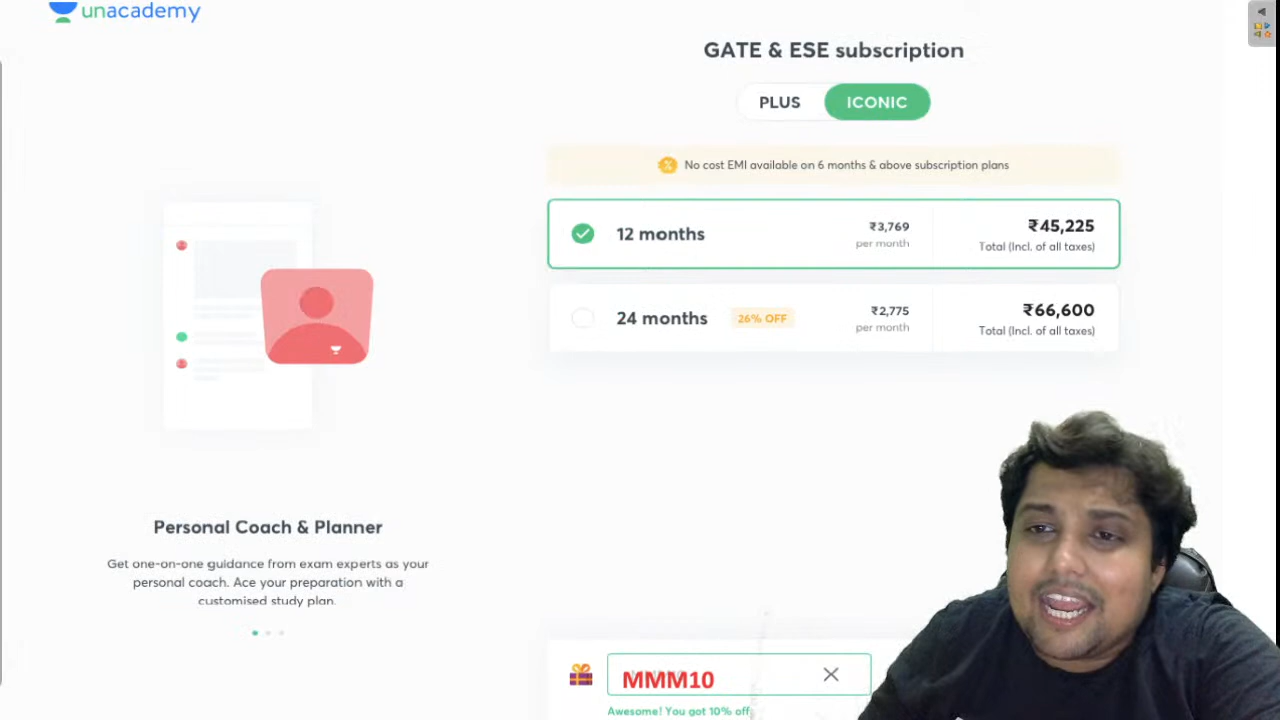 unacademy
GATE & ESE subscription
PLUS
ICONIC
No cost EMI available on 6 months & above subscription plans
12 months
₹3,769
per month
₹45,225
Total (Incl. of all taxes)
24 months
26% OFF
₹2,775
per month
₹66,600
Total (Incl. of all taxes)
Personal Coach & Planner
Get one-on-one guidance from exam experts as your
personal coach. Ace your preparation with a
customised study plan.
MMM10
Awesome! You got 10% off